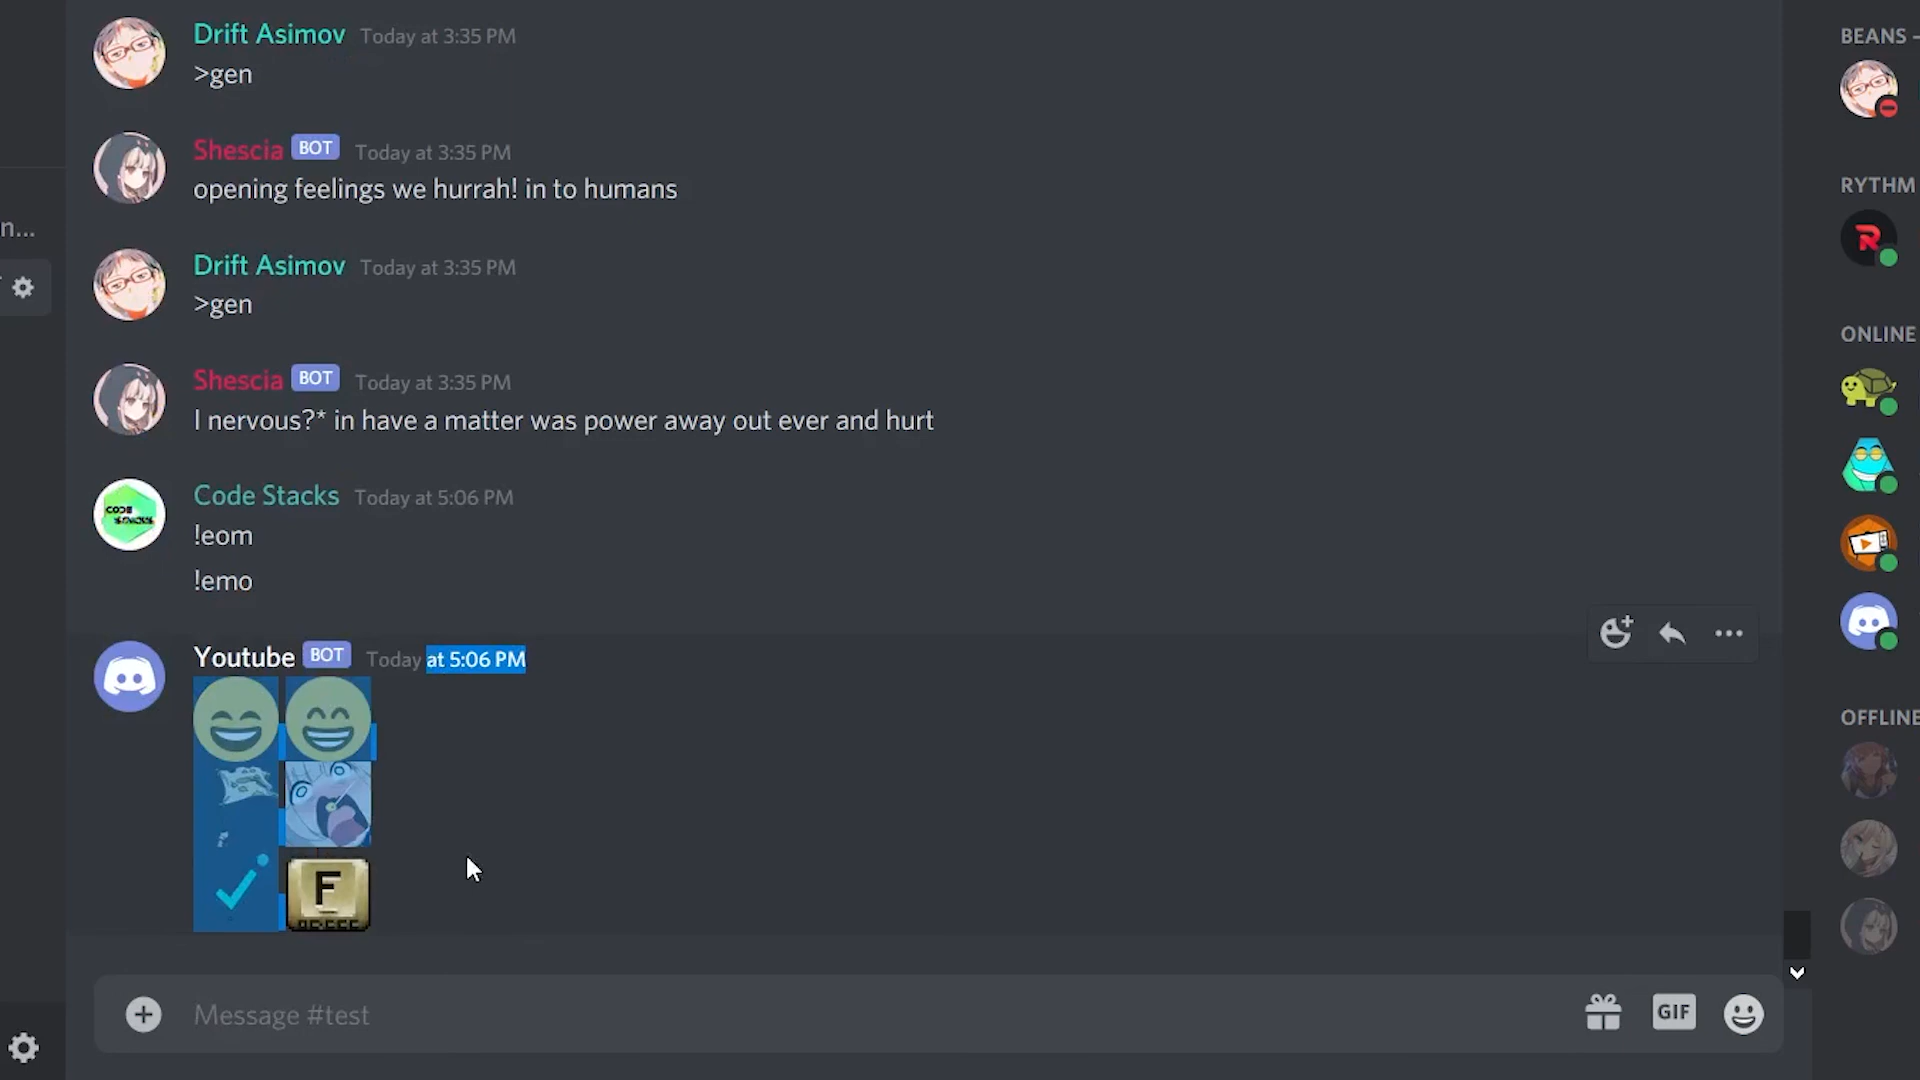 Drift Asimov Today at 3:35 PM
>gen
Shescia BOT Today at 3:35 PM
opening feelings we hurrah! in to humans
Drift Asimov Today at 3:35 PM
>gen
Shescia BOT Today at 3:35 PM
I nervous?* in have a matter was power away out ever and hurt
Code Stacks Today at 5:06 PM
CODE
STACKS
!eom
!emo
Youtube BOT Today at 5:06 PM
F
Message #test
GIF
n...
BEANS -
RYTHM
R
ONLINE
OFFLINE